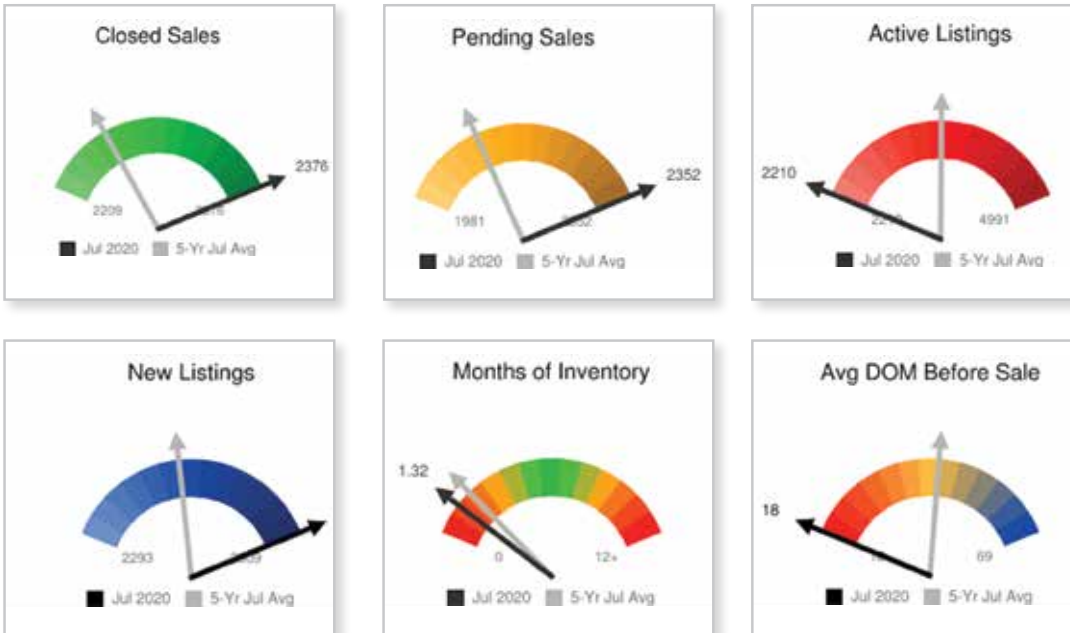 Closed Sales
2376
2209
Jul 2020 5-Yr Jul Avg
Pending Sales
2352
1981
Jul 2020 5-Yr Jul Avg
Active Listings
2210
4991
Jul 2020 5-Yr Jul Avg
New Listings
2293
Jul 2020 5-Yr Jul Avg
Months of Inventory
1.32
0 12+
Jul 2020 5-Yr Jul Avg
Avg DOM Before Sale
18
69
Jul 2020 5-Yr Jul Avg